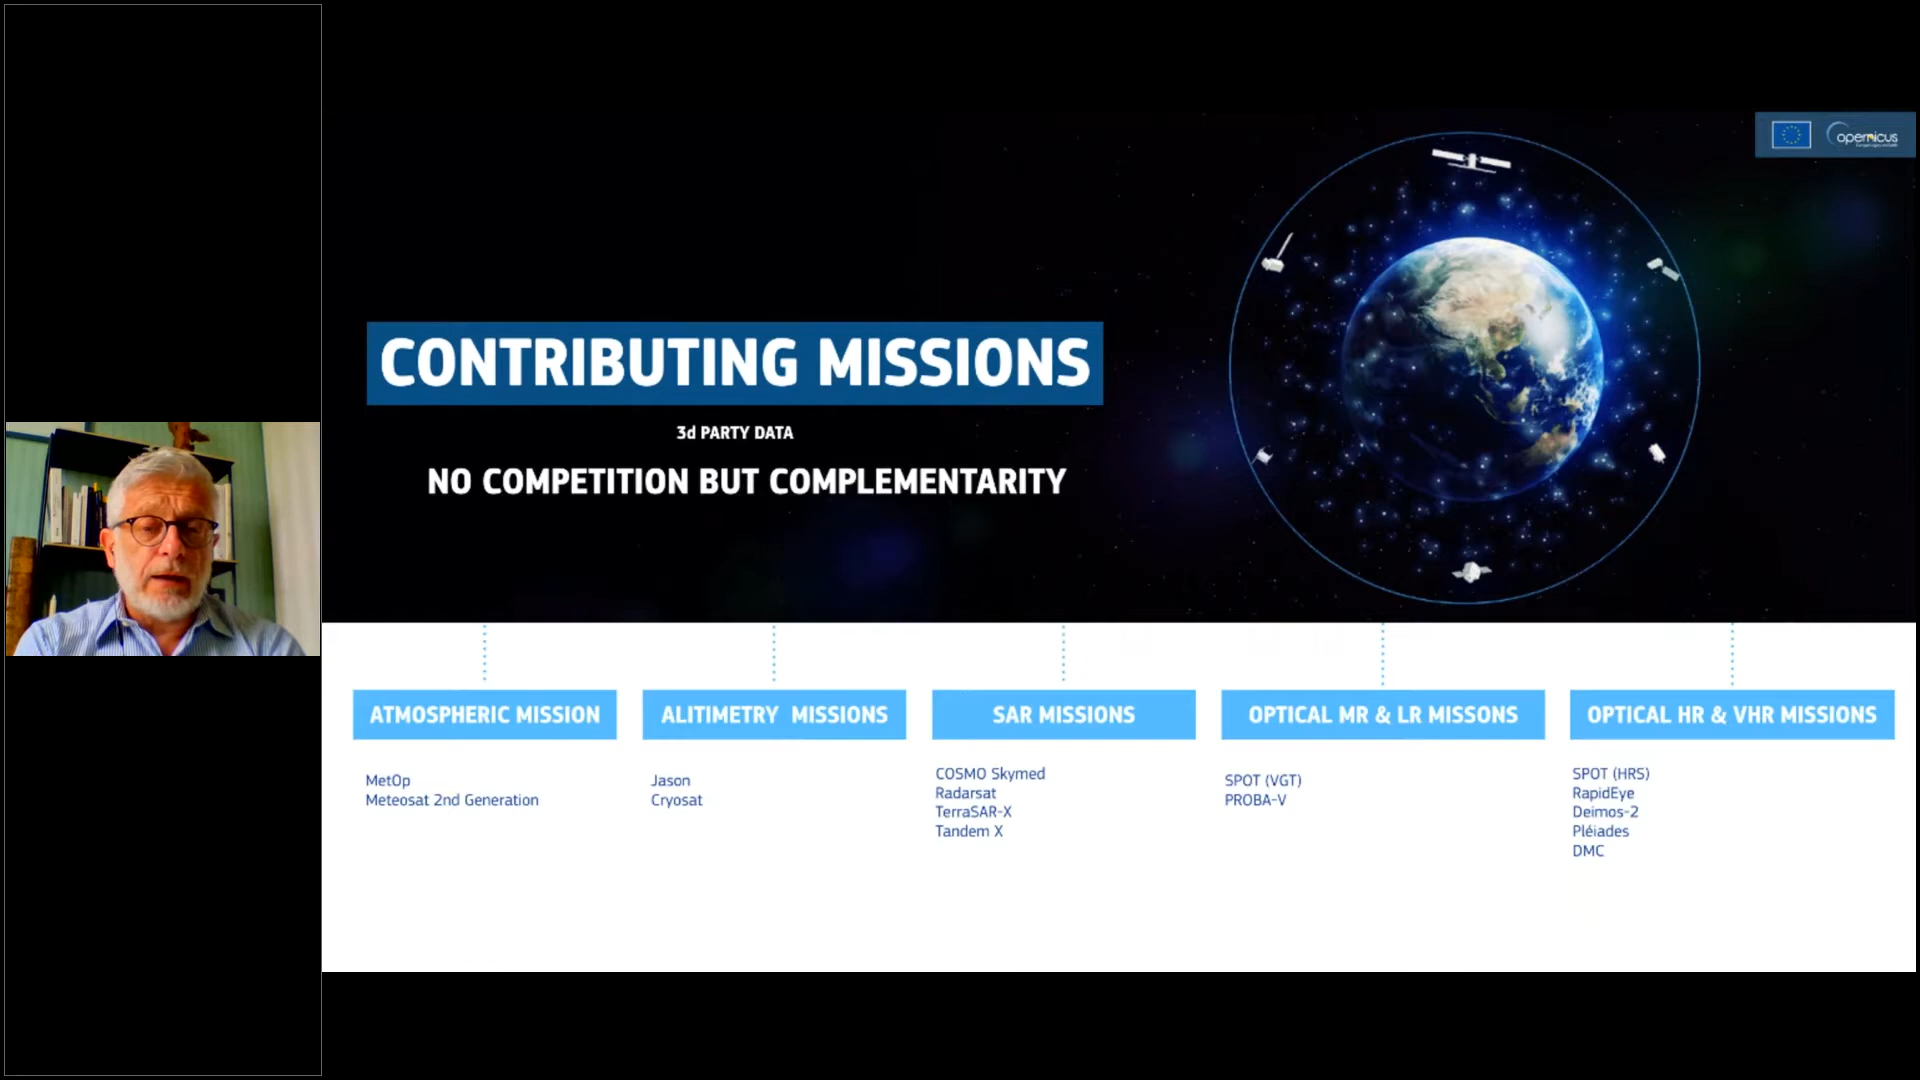 opernicus
CONTRIBUTING MISSIONS
3d PARTY DATA
NO COMPETITION BUT COMPLEMENTARITY
ATMOSPHERIC MISSION
MetOp
Meteosat 2nd Generation
ALITIMETRY MISSIONS
Jason
Cryosat
SAR MISSIONS
COSMO Skymed
Radarsat
TerraSAR-X
Tandem X
OPTICAL MR & LR MISSONS
SPOT (VGT)
PROBA-V
OPTICAL HR & VHR MISSIONS
SPOT (HRS)
RapidEye
Deimos-2
Pléiades
DMC